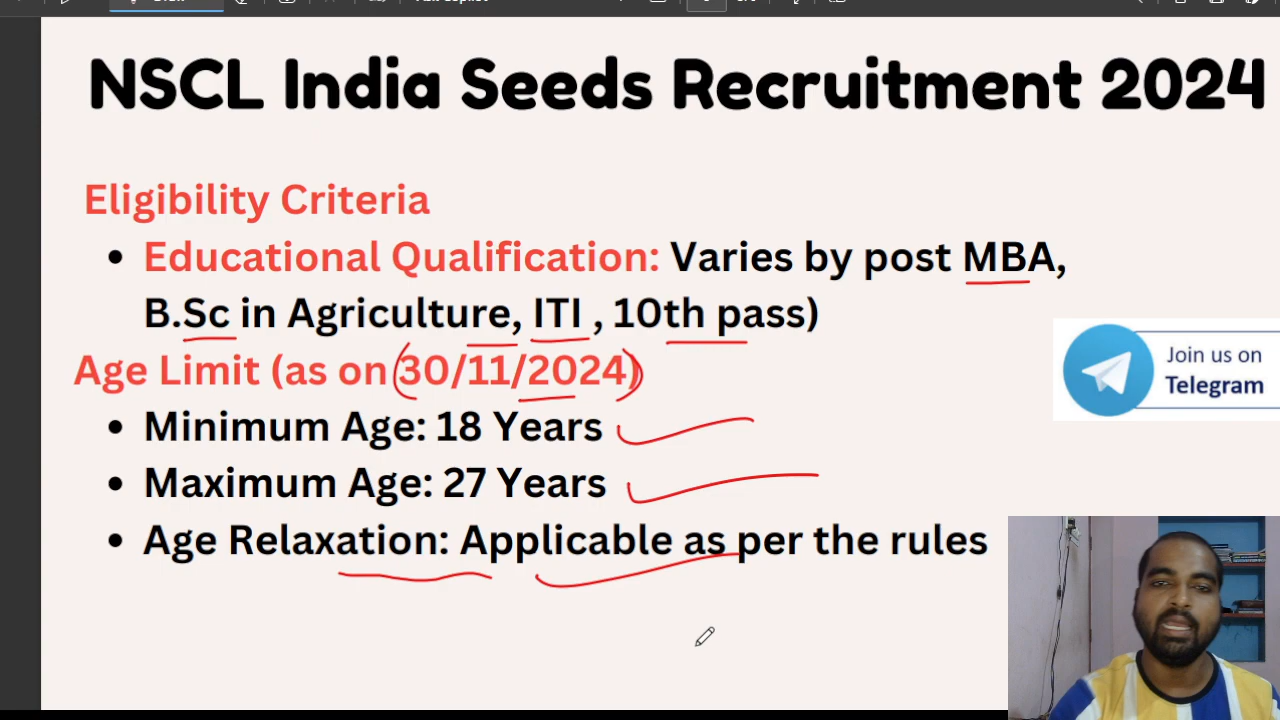 NSCL India Seeds Recruitment 2024
Eligibility Criteria
• Educational Qualification: Varies by post MBA,
B.Sc in Agriculture, ITI , 10th pass)
Age Limit (as on 30/11/2024)
• Minimum Age: 18 Years
• Maximum Age: 27 Years
• Age Relaxation: Applicable as per the rules
Join us on
Telegram